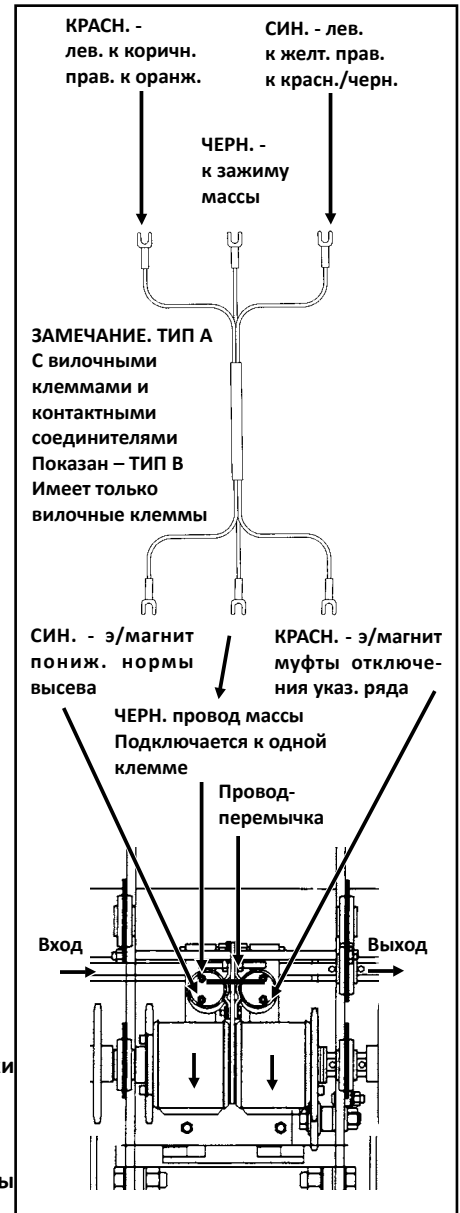 КРАСН. -
лев. к коричн.
прав. к оранж.
СИН. - лев.
к желт. прав.
к красн./черн.
ЧЕРН. -
к зажиму
массы
ЗАМЕЧАНИЕ. ТИП А
С вилочными
клеммами и
контактными
соединителями
Показан – ТИП В
Имеет только
вилочные клеммы
СИН. - э/магнит
пониж. нормы
высева
КРАСН. - э/магнит
муфты отключе-
ния указ. ряда
ЧЕРН. провод массы
Подключается к одной
клемме
Провод-
перемычка
Вход
Выход
ки
ы